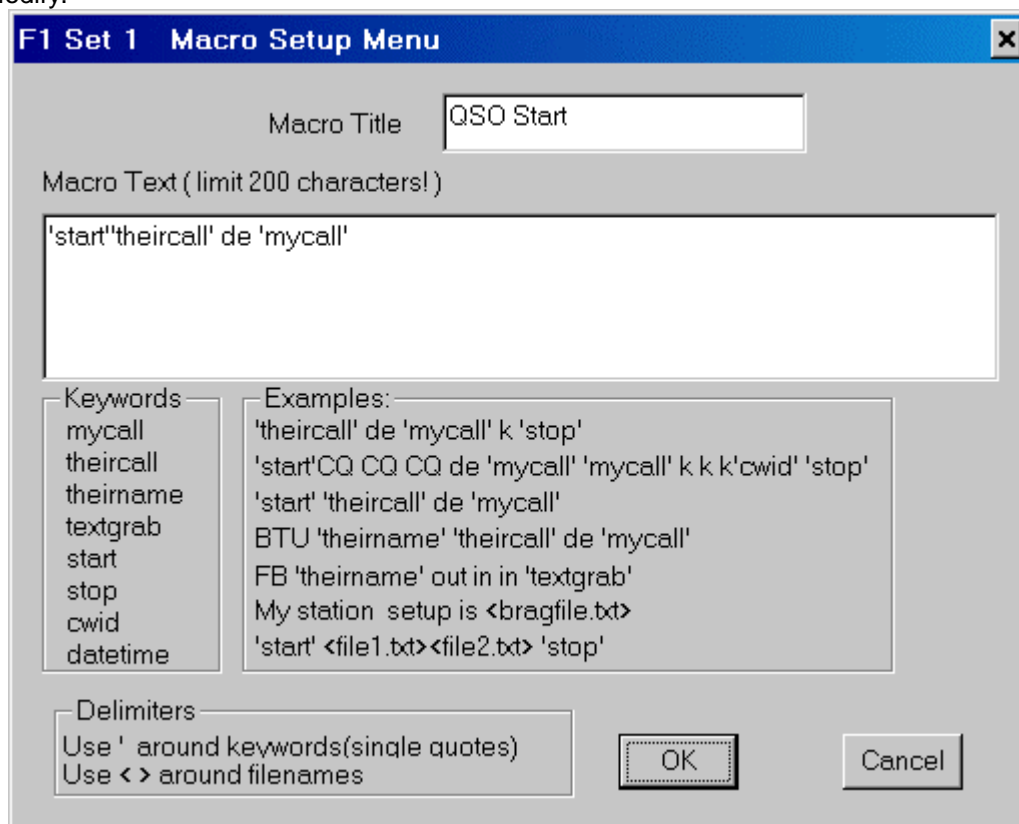 F1 Set 1 Macro Setup Menu
Macro Title QSO Start
Macro Text ( limit 200 characters! )
'start''theircall' de 'mycall'
Keywords
mycall
theircall
theirname
textgrab
start
stop
cwid
datetime
Examples:
'theircall' de 'mycall' k 'stop'
'start'CQ CQ CQ de 'mycall' 'mycall' k k k'cwid' 'stop'
'start' 'theircall' de 'mycall'
BTU 'theirname' 'theircall' de 'mycall'
FB 'theirname' out in in 'textgrab'
My station setup is <bragfile.txt>
'start' <file1.txt><file2.txt> 'stop'
Delimiters
Use ' around keywords(single quotes)
Use < > around filenames
OK
Cancel